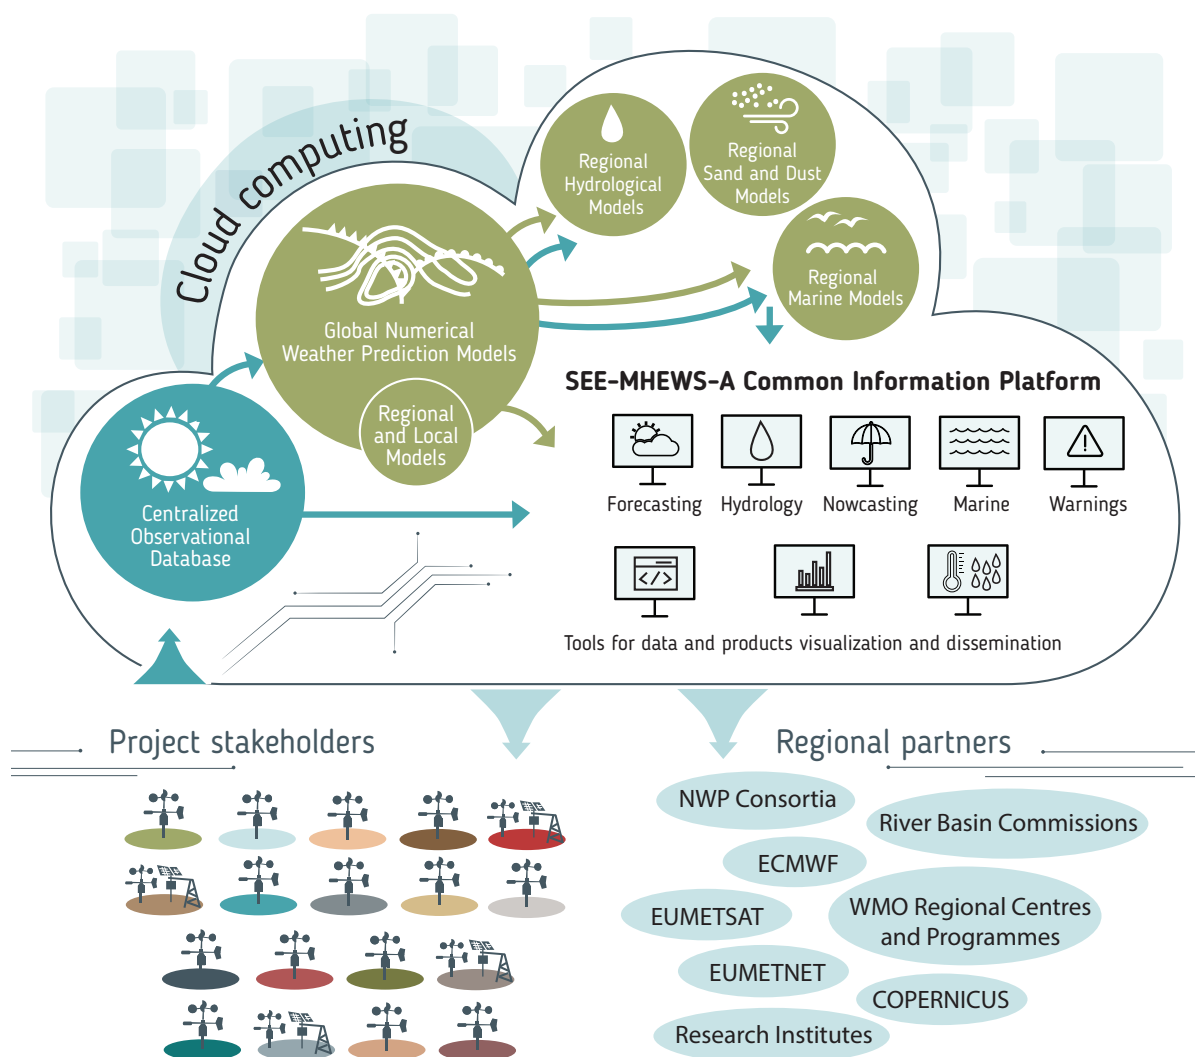 Cloud computing
Regional
Hydrological
Models
Regional
Sand and Dust
Models
Regional
Marine Models
Global Numerical
Weather Prediction Models
Regional
and Local
Models
Centralized
Observational
Database
SEE-MHEWS-A Common Information Platform
Forecasting
Hydrology
Nowcasting
Marine
Warnings
</>
Tools for data and products visualization and dissemination
Project stakeholders
Regional partners
NWP Consortia
River Basin Commissions
ECMWF
EUMETSAT
WMO Regional Centres
and Programmes
EUMETNET
COPERNICUS
Research Institutes